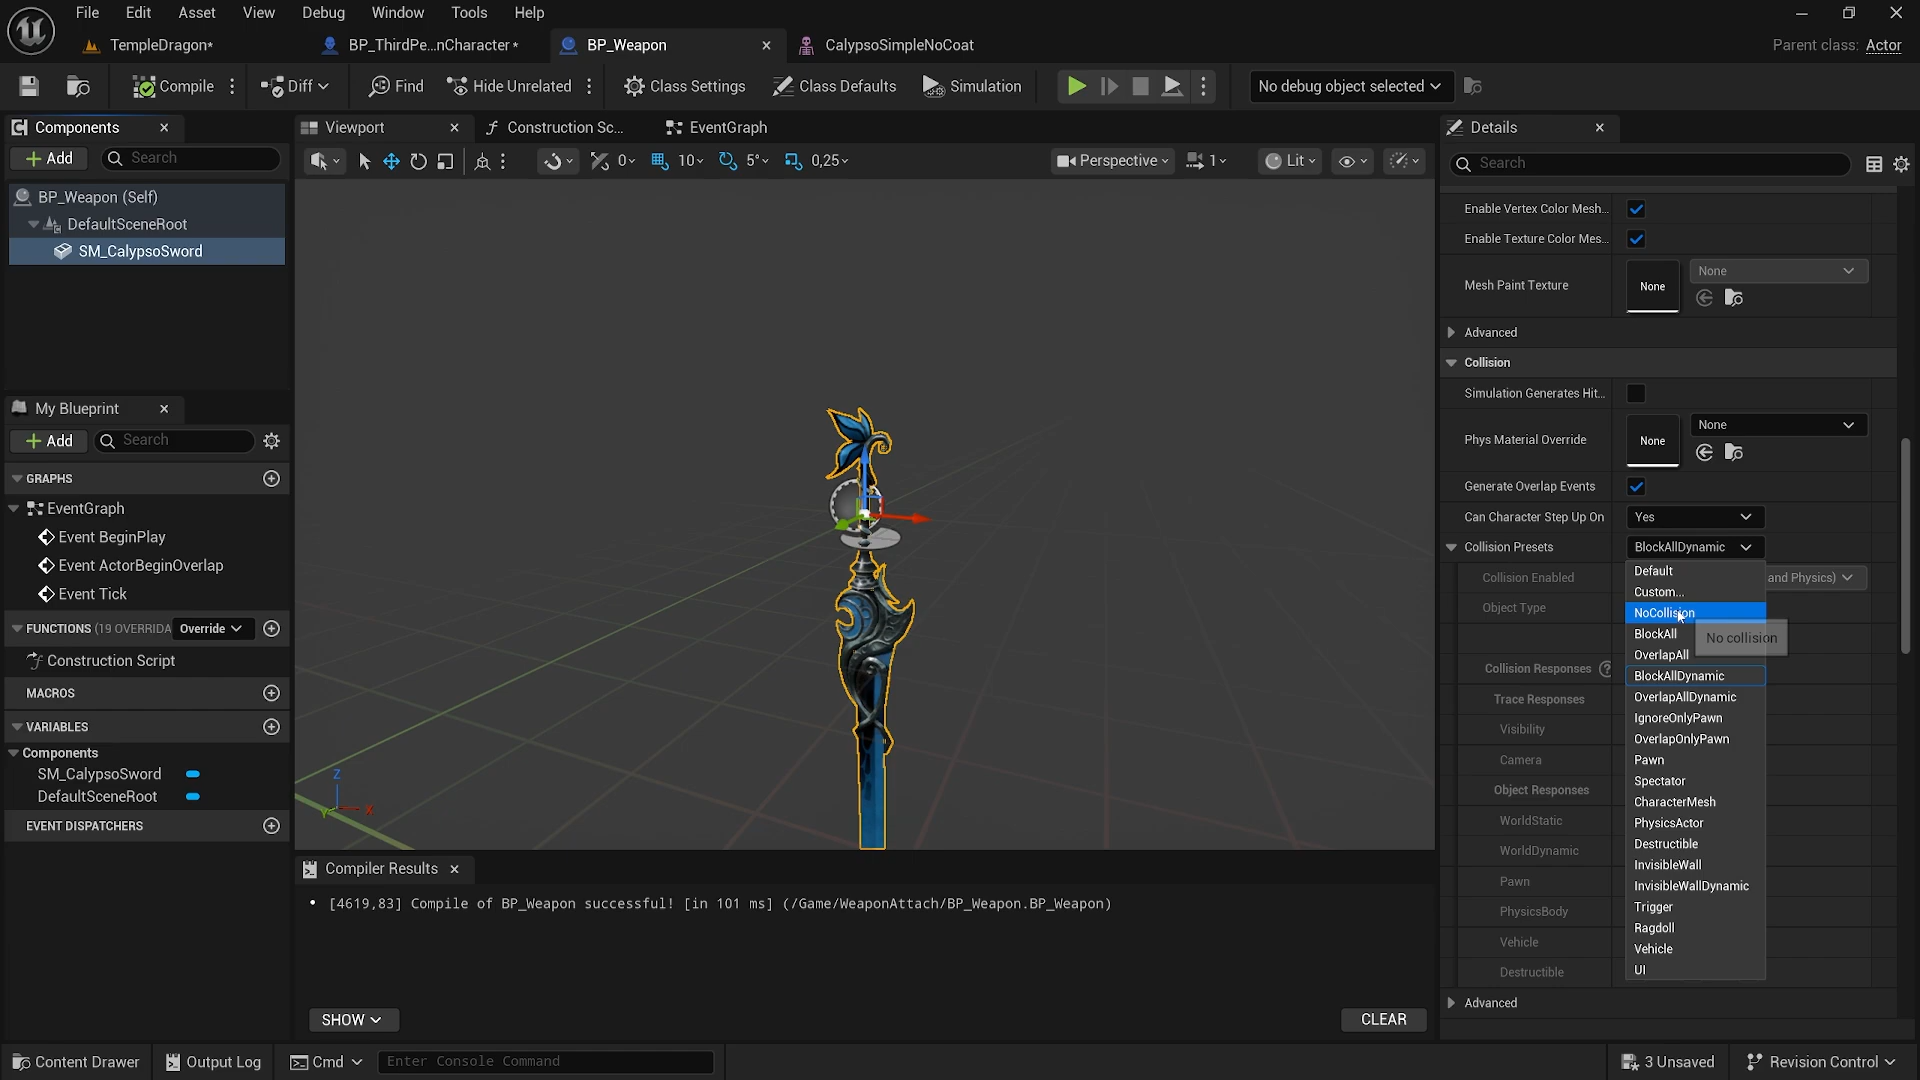 File Edit Asset View Debug Window Tools Help
TempleDragon*
BP_ThirdPe...nCharacter*
BP_Weapon
CalypsoSimpleNoCoat
Parent class: Actor
Compile
Diff
Find
Hide Unrelated
Class Settings
Class Defaults
Simulation
No debug object selected
Components
Add
Search
BP_Weapon (Self)
DefaultSceneRoot
SM_CalypsoSword
My Blueprint
Add
Search
GRAPHS
EventGraph
Event BeginPlay
Event ActorBeginOverlap
Event Tick
FUNCTIONS (19 OVERRIDA
Override
Construction Script
MACROS
VARIABLES
Components
SM_CalypsoSword
DefaultSceneRoot
EVENT DISPATCHERS
Viewport
Construction Sc...
EventGraph
0
10
5°
0,25
Perspective
1
Lit
Z
X
Y
Compiler Results
• [4619,83] Compile of BP_Weapon successful! [in 101 ms] (/Game/WeaponAttach/BP_Weapon.BP_Weapon)
SHOW
CLEAR
Details
Search
Enable Vertex Color Mesh...
Enable Texture Color Mes...
Mesh Paint Texture
None
None
Advanced
Collision
Simulation Generates Hit...
Phys Material Override
None
None
Generate Overlap Events
Can Character Step Up On
Yes
Collision Presets
BlockAllDynamic
Collision Enabled
and Physics)
Object Type
Collision Responses
Trace Responses
Visibility
Camera
Object Responses
WorldStatic
WorldDynamic
Pawn
PhysicsBody
Vehicle
Destructible
Advanced
Default
Custom...
NoCollision
BlockAll
OverlapAll
BlockAllDynamic
OverlapAllDynamic
IgnoreOnlyPawn
OverlapOnlyPawn
Pawn
Spectator
CharacterMesh
PhysicsActor
Destructible
InvisibleWall
InvisibleWallDynamic
Trigger
Ragdoll
Vehicle
UI
No collision
Content Drawer
Output Log
Cmd
Enter Console Command
3 Unsaved
Revision Control